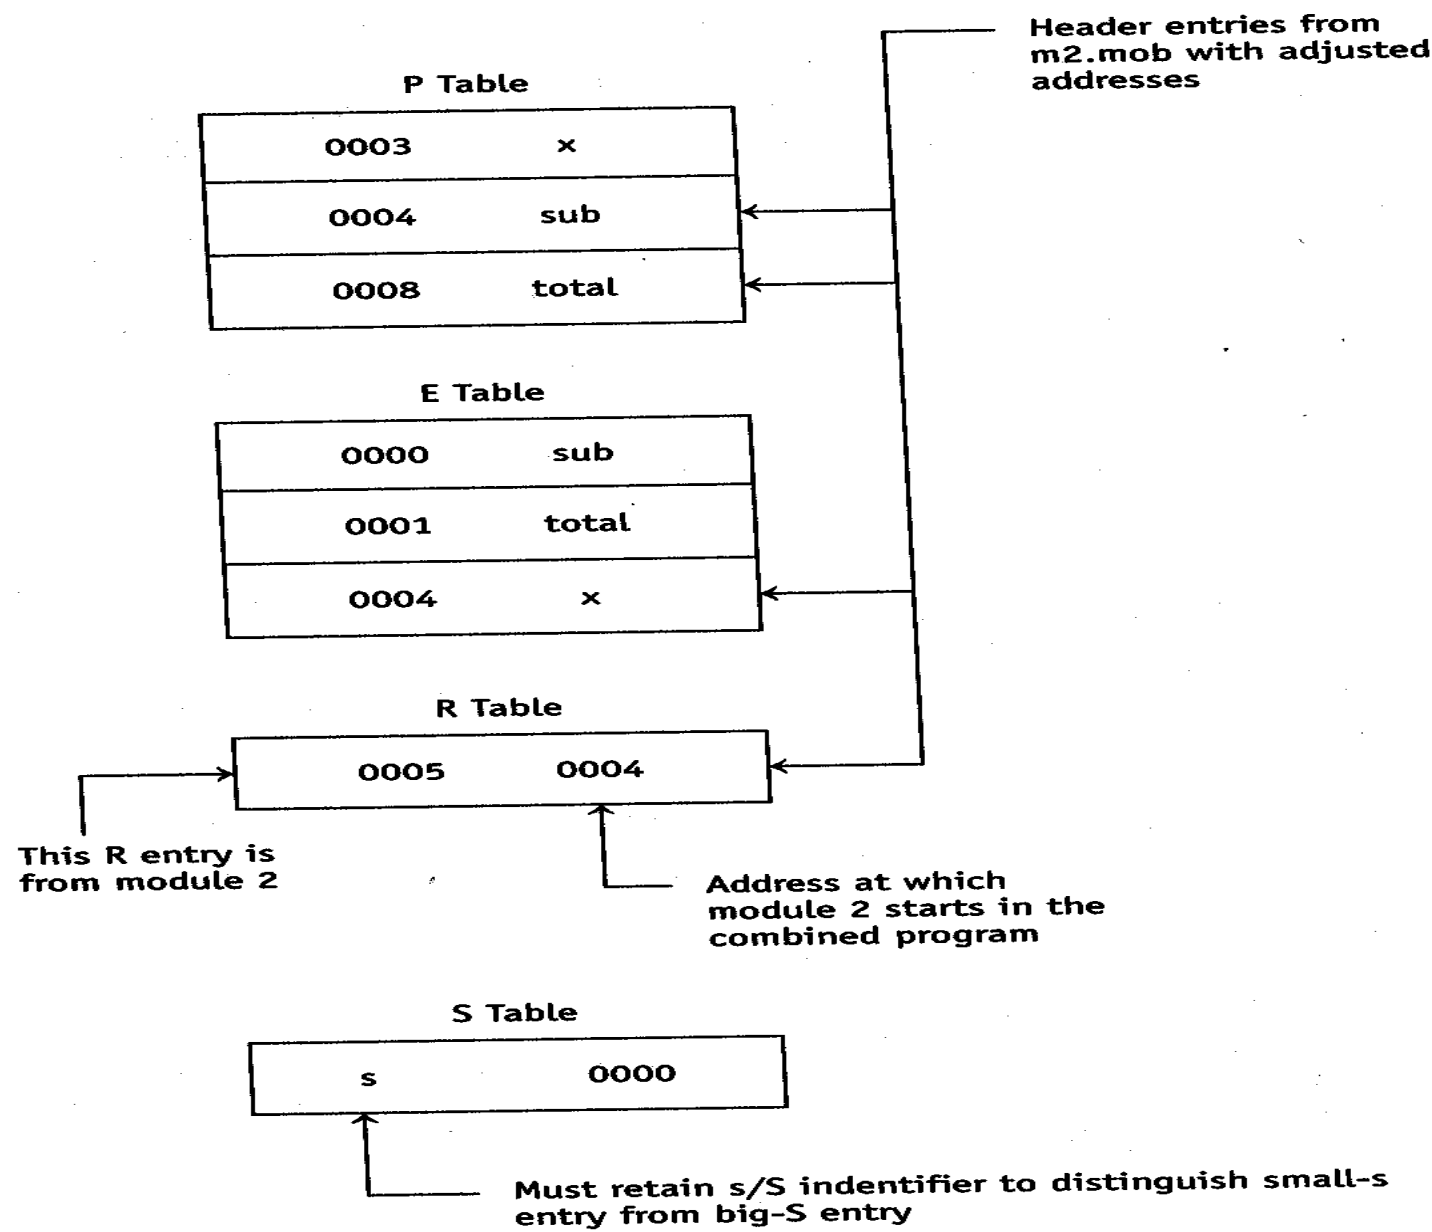 Header entries from
m2.mob with adjusted
addresses
P Table
0003 x
0004 sub
0008 total
E Table
0000 sub
0001 total
0004 x
R Table
0005 0004
This R entry is
from module 2
Address at which
module 2 starts in the
combined program
S Table
s 0000
Must retain s/S indentifier to distinguish small-s
entry from big-S entry